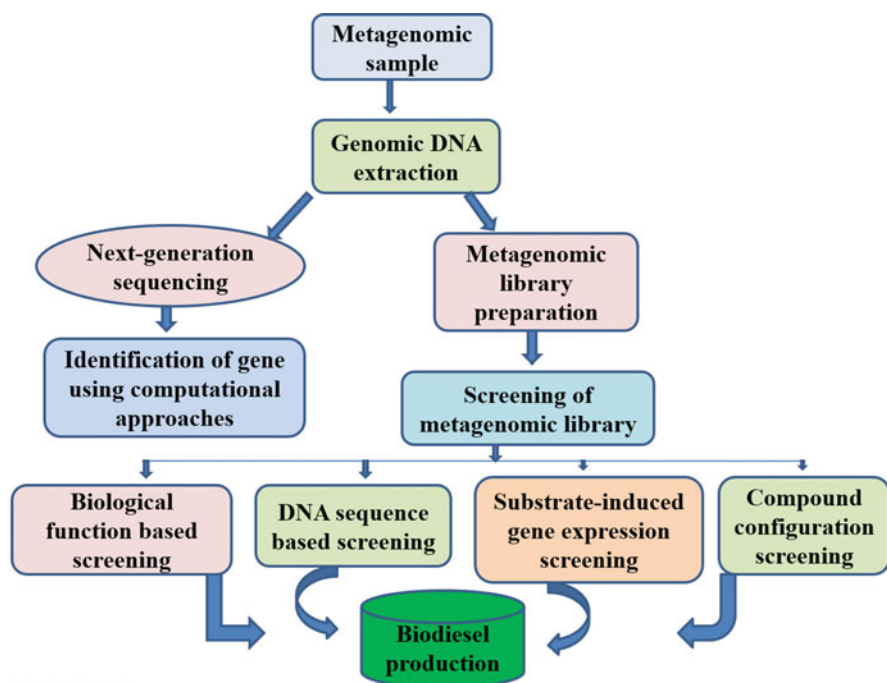 Metagenomic
sample
Genomic DNA
extraction
Next-generation
sequencing
Metagenomic
library
preparation
Identification of gene
using computational
approaches
Screening of
metagenomic library
Biological
function based
screening
DNA sequence
based screening
Substrate-induced
gene expression
screening
Compound
configuration
screening
Biodiesel
production